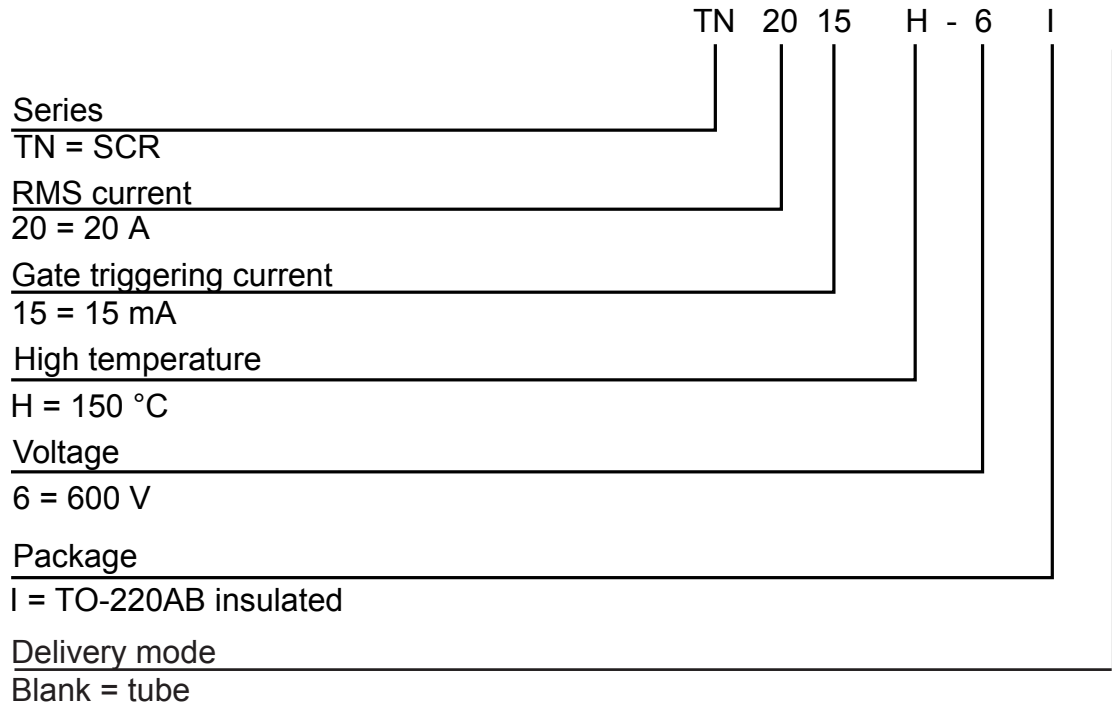 TN 20 15 H - 6 I
Series
TN = SCR
RMS current
20 = 20 A
Gate triggering current
15 = 15 mA
High temperature
H = 150 °C
Voltage
6 = 600 V
Package
I = TO-220AB insulated
Delivery mode
Blank = tube